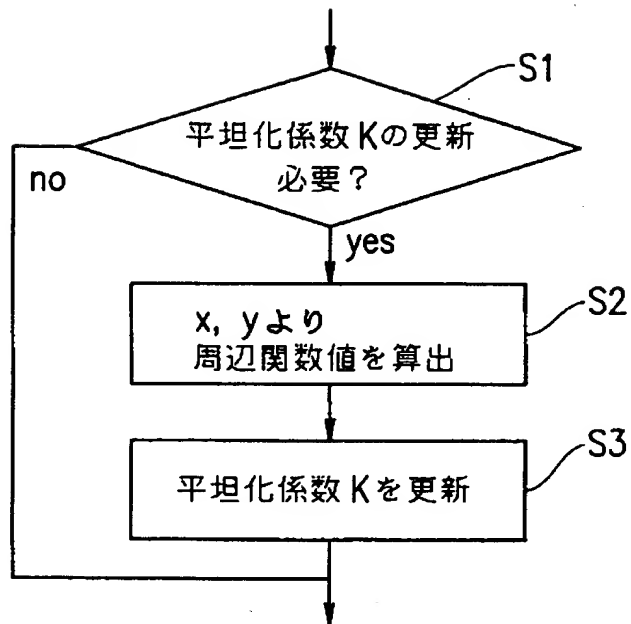 S1
平坦化係数Kの更新
必要?
no
yes
S2
x, yより
周辺関数値を算出
S3
平坦化係数Kを更新